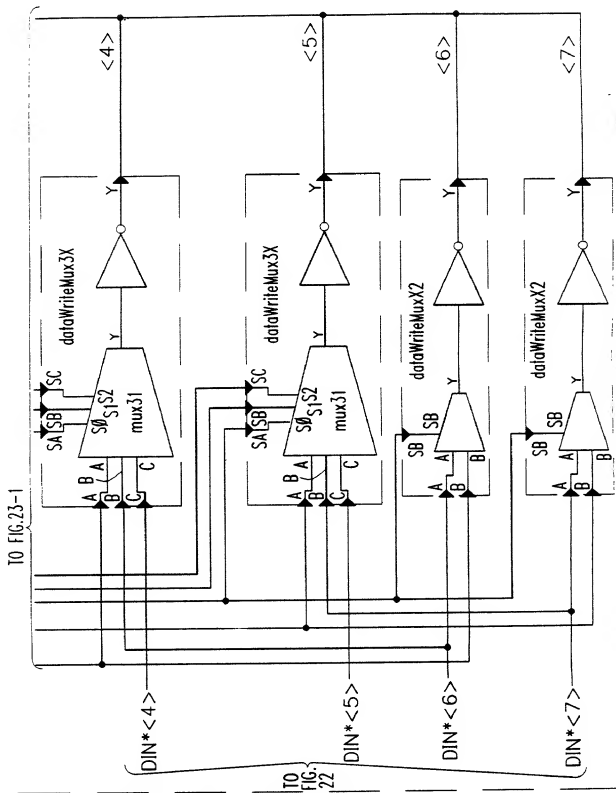 TO FIG.23-1
SA SB SC
SØ S1 S2
mux31
A B C
A B C
Y
dataWriteMux3X
Y
<4>
DIN*<4>
SA SB SC
SØ S1 S2
mux31
A B C
A B C
Y
dataWriteMux3X
Y
<5>
DIN*<5>
SB SB
A B
A B
Y
dataWriteMuxX2
Y
<6>
DIN*<6>
SB SB
A B
A B
Y
dataWriteMuxX2
Y
<7>
DIN*<7>
TO
FIG.
22